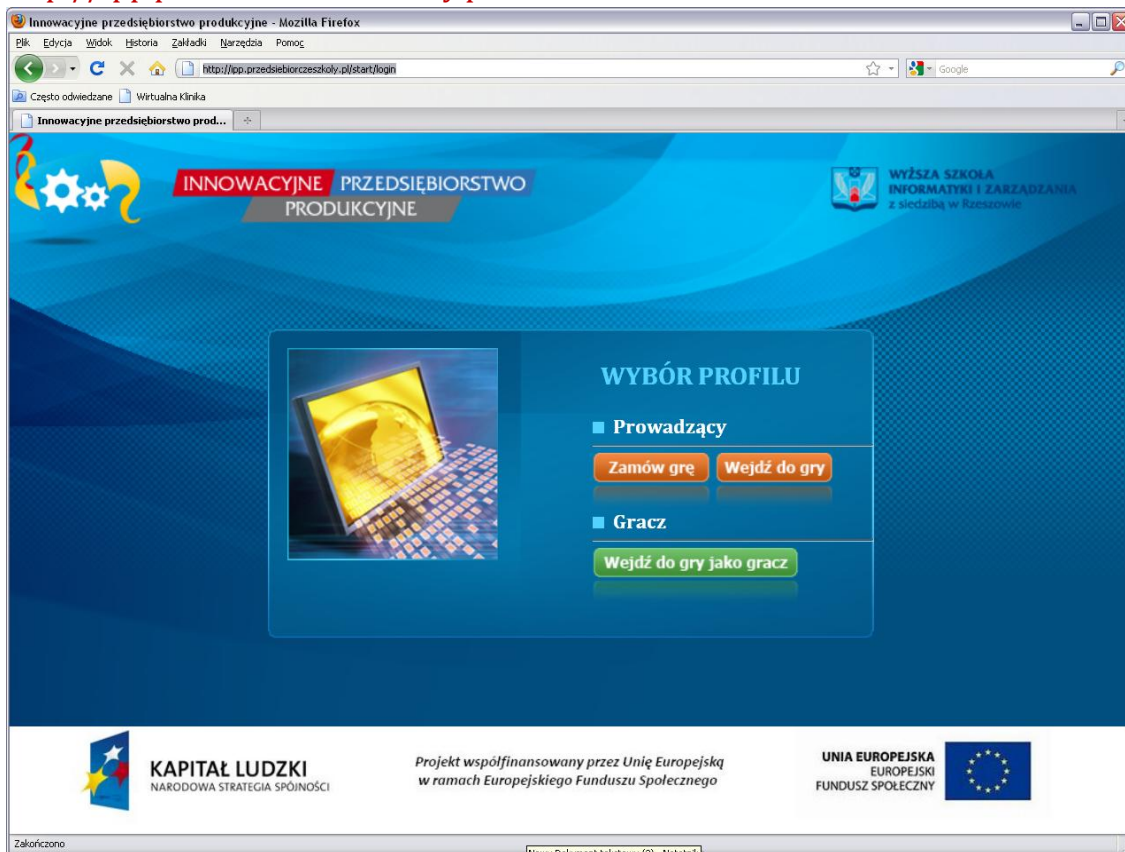 Innowacyjne przedsiębiorstwo produkcyjne - Mozilla Firefox
Plik Edycja Widok Historia Zakładki Narzędzia Pomoc
http://ipp.przedsiebiorczeszkoly.pl/start/login
Google
Często odwiedzane Wirtualna Klinika
Innowacyjne przedsiębiorstwo prod...
INNOWACYJNE PRZEDSIĘBIORSTWO
PRODUKCYJNE
WYŻSZA SZKOŁA
INFORMATYKI I ZARZĄDZANIA
z siedzibą w Rzeszowie
WYBÓR PROFILU
Prowadzący
Zamów grę Wejdź do gry
Gracz
Wejdź do gry jako gracz
KAPITAŁ LUDZKI
NARODOWA STRATEGIA SPÓJNOŚCI
Projekt współfinansowany przez Unię Europejską
w ramach Europejskiego Funduszu Społecznego
UNIA EUROPEJSKA
EUROPEJSKI
FUNDUSZ SPOŁECZNY
Zakończono